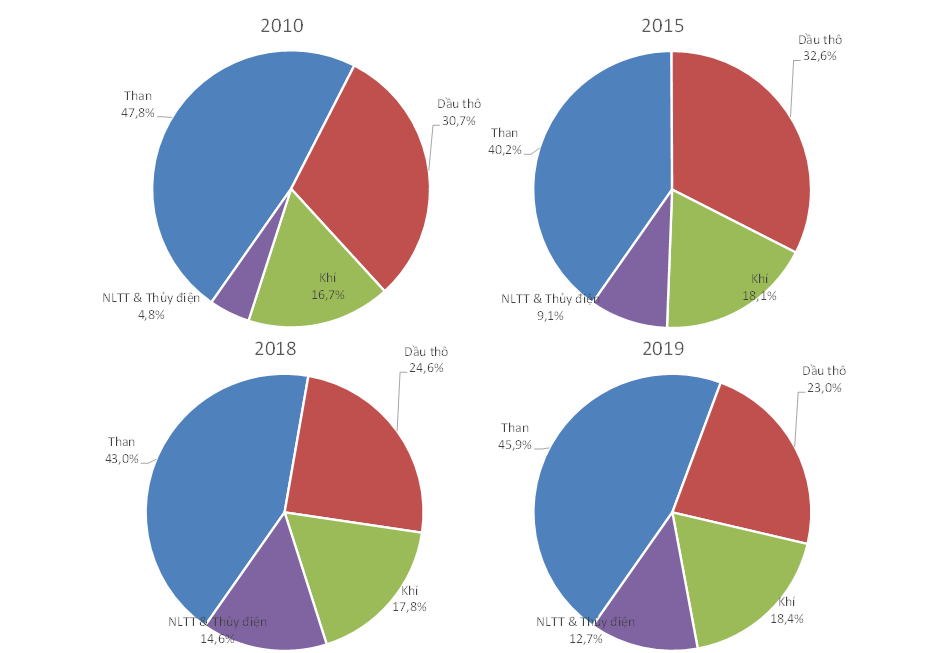 2010
Than
47,8%
Dầu thô
30,7%
Khí
16,7%
NLTT & Thủy điện
4,8%
2015
Dầu thô
32,6%
Than
40,2%
Khí
18,1%
NLTT & Thủy điện
9,1%
2018
Dầu thô
24,6%
Than
43,0%
Khí
17,8%
NLTT & Thủy điện
14,6%
2019
Dầu thô
23,0%
Than
45,9%
Khí
18,4%
NLTT & Thủy điện
12,7%